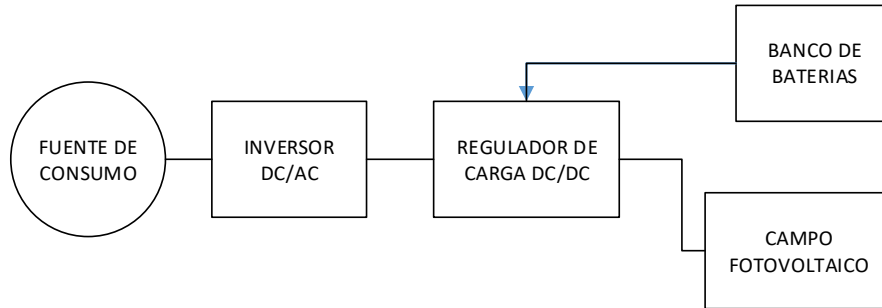 FUENTE DE
CONSUMO
INVERSOR
DC/AC
REGULADOR DE
CARGA DC/DC
BANCO DE
BATERIAS
CAMPO
FOTOVOLTAICO